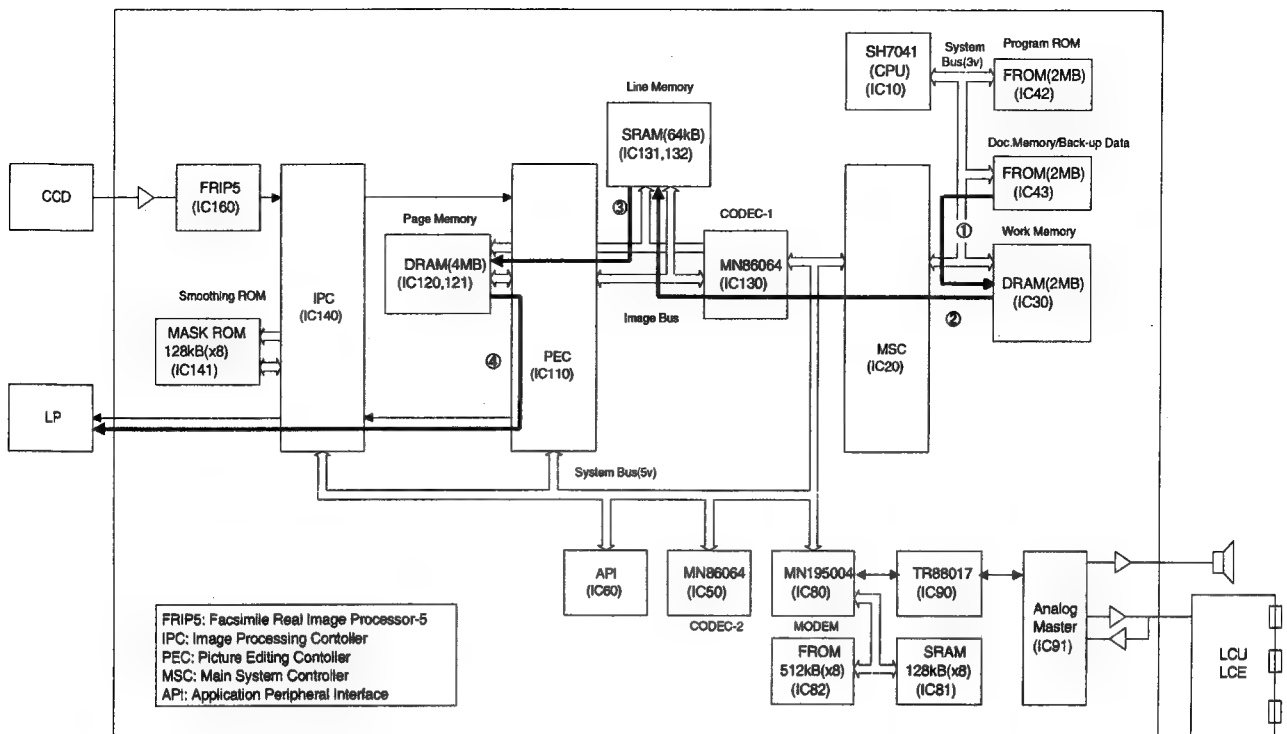 SH7041
(CPU)
(IC10)
System
Bus(3v)
Program ROM
FROM(2MB)
(IC42)
Line Memory
SRAM(64kB)
(IC131,132)
Doc.Memory/Back-up Data
FROM(2MB)
(IC43)
CCD
FRIP5
(IC160)
③
①
Page Memory
CODEC-1
Work Memory
DRAM(4MB)
(IC120,121)
MN86064
(IC130)
DRAM(2MB)
(IC30)
Smoothing ROM
IPC
(IC140)
Image Bus
②
MASK ROM
128kB(x8)
(IC141)
④
PEC
(IC110)
MSC
(IC20)
LP
System Bus(5v)
API
(IC60)
MN86064
(IC50)
CODEC-2
MN195004
(IC80)
MODEM
TR88017
(IC90)
Analog
Master
(IC91)
FROM
512kB(x8)
(IC82)
SRAM
128kB(x8)
(IC81)
LCU
LCE
FRIP5: Facsimile Real Image Processor-5
IPC: Image Processing Contoller
PEC: Picture Editing Contoller
MSC: Main System Controller
API: Application Peripheral Interface